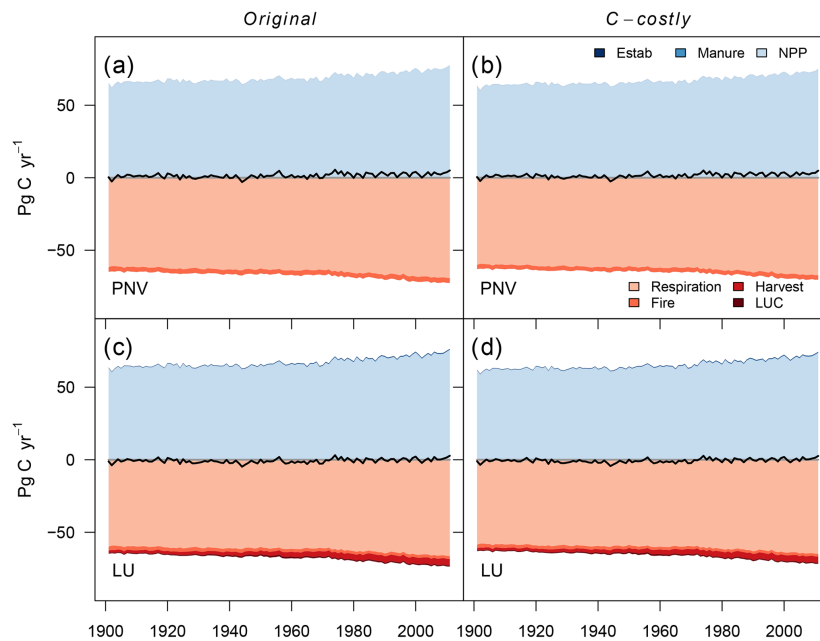 Original C−costly
(a) (b) Estab Manure NPP
50
Pg C yr−1 0
−50
PNV PNV Respiration Harvest
Fire LUC
(c) (d)
50
Pg C yr−1 0
−50
LU LU
1900 1920 1940 1960 1980 2000 1900 1920 1940 1960 1980 2000